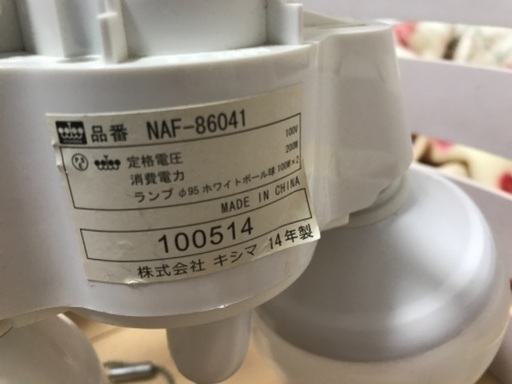 品番 NAF-86041
定格電圧 100V
消費電力 200W
ランプ φ95 ホワイトボール球 100W×2
MADE IN CHINA
100514
株式会社 キシマ 14年製